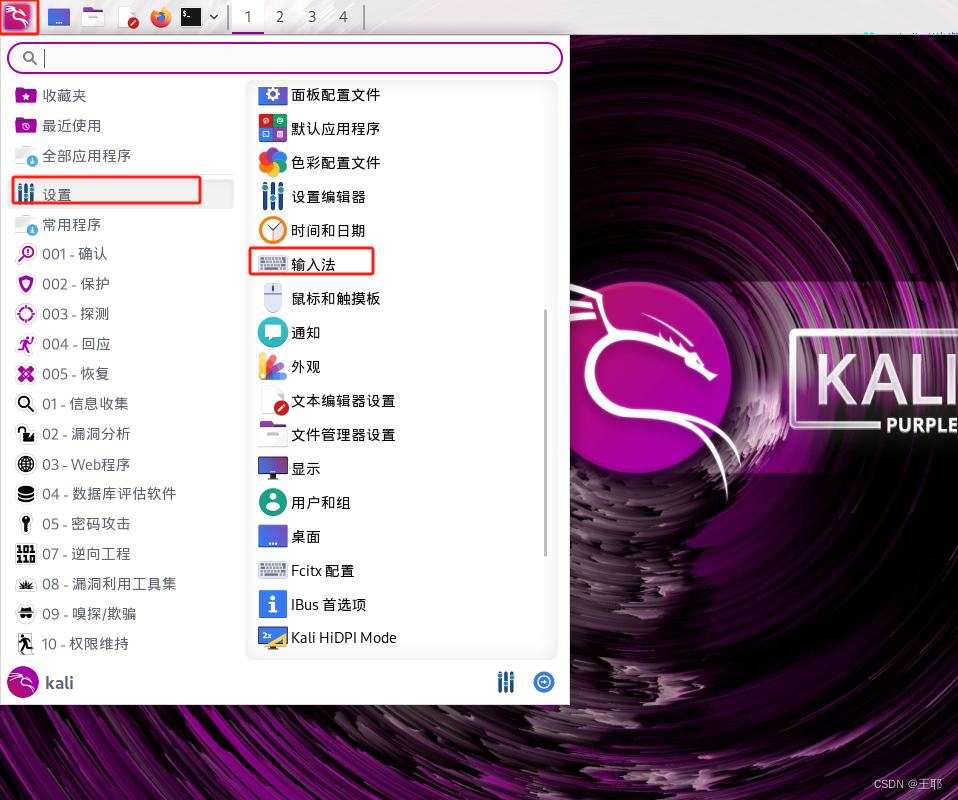 1 2 3 4
收藏夹
最近使用
全部应用程序
设置
常用程序
001 - 确认
002 - 保护
003 - 探测
004 - 回应
005 - 恢复
01 - 信息收集
02 - 漏洞分析
03 - Web程序
04 - 数据库评估软件
05 - 密码攻击
07 - 逆向工程
08 - 漏洞利用工具集
09 - 嗅探/欺骗
10 - 权限维持
面板配置文件
默认应用程序
色彩配置文件
设置编辑器
时间和日期
输入法
鼠标和触摸板
通知
外观
文本编辑器设置
文件管理器设置
显示
用户和组
桌面
Fcitx 配置
IBus 首选项
2x
Kali HiDPI Mode
kali
KALI
PURPLE
CSDN @王耶